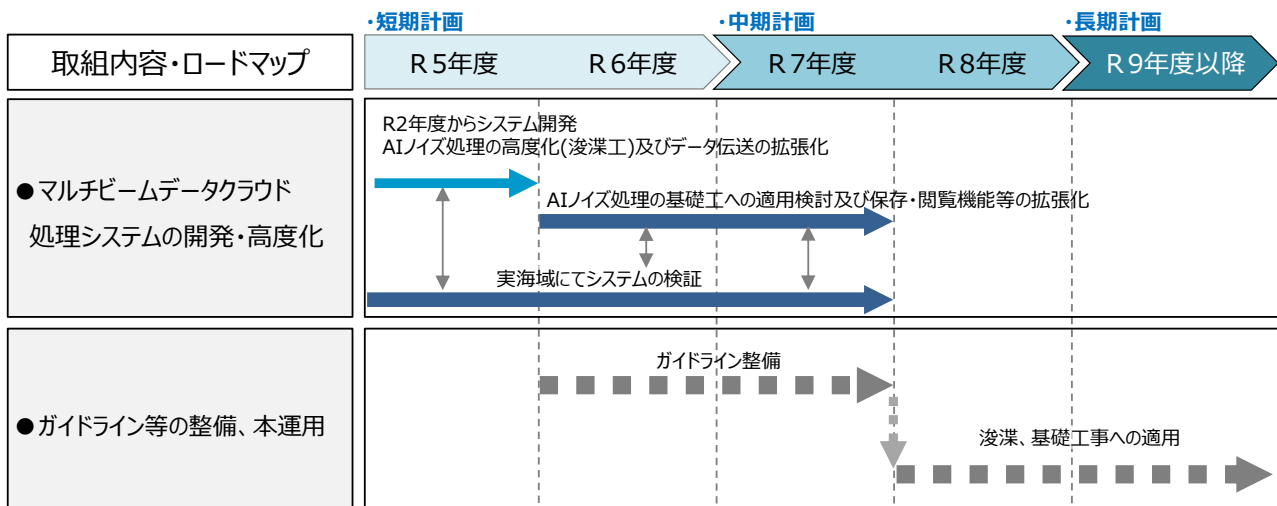 ・短期計画
・中期計画
・長期計画
取組内容・ロードマップ
R5年度
R6年度
R7年度
R8年度
R9年度以降
R2年度からシステム開発
AIノイズ処理の高度化(浚渫工)及びデータ伝送の拡張化
●マルチビームデータクラウド
処理システムの開発・高度化
AIノイズ処理の基礎工への適用検討及び保存・閲覧機能等の拡張化
実海域にてシステムの検証
ガイドライン整備
●ガイドライン等の整備、本運用
浚渫、基礎工事への適用